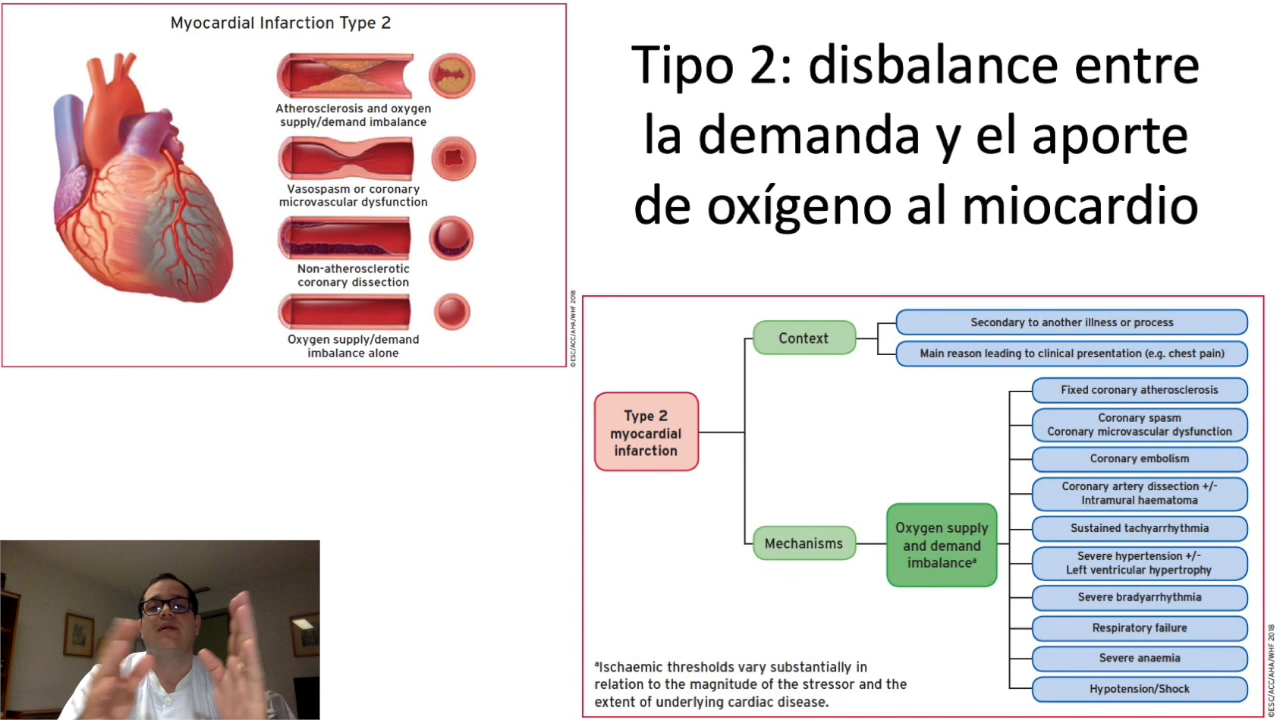 Myocardial Infarction Type 2
Atherosclerosis and oxygen
supply/demand imbalance
Vasospasm or coronary
microvascular dysfunction
Non-atherosclerotic
coronary dissection
Oxygen supply/demand
imbalance alone
©ESC/ACC/AHA/WHF 2018
Tipo 2: disbalance entre
la demanda y el aporte
de oxígeno al miocardio
Type 2
myocardial
infarction
Context
Secondary to another illness or process
Main reason leading to clinical presentation (e.g. chest pain)
Mechanisms
Oxygen supply
and demand
imbalanceª
Fixed coronary atherosclerosis
Coronary spasm
Coronary microvascular dysfunction
Coronary embolism
Coronary artery dissection +/-
Intramural haematoma
Sustained tachyarrhythmia
Severe hypertension +/-
Left ventricular hypertrophy
Severe bradyarrhythmia
Respiratory failure
Severe anaemia
Hypotension/Shock
ªIschaemic thresholds vary substantially in
relation to the magnitude of the stressor and the
extent of underlying cardiac disease.
©ESC/ACC/AHA/WHF 2018